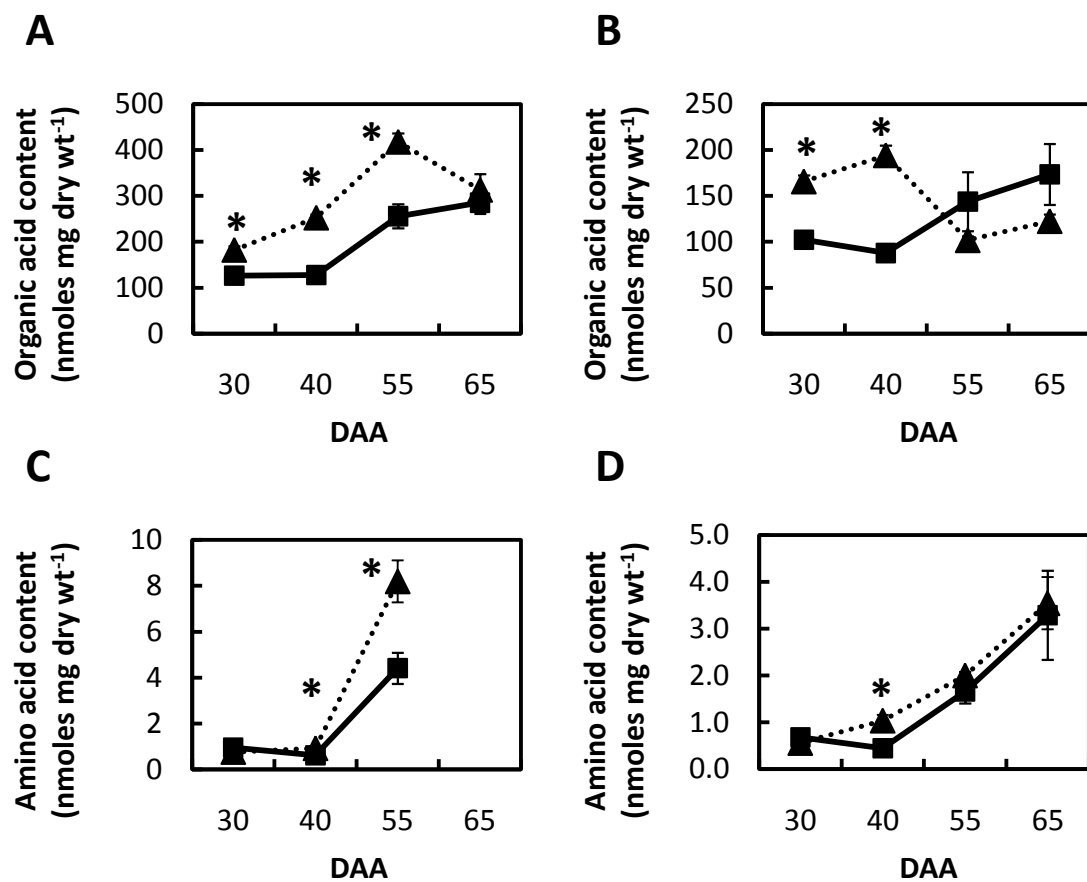 A
Organic acid content
(nmoles mg dry wt-1)
500
400
300
200
100
0
*
*
*
30 40 55 65
DAA
B
Organic acid content
(nmoles mg dry wt-1)
250
200
150
100
50
0
*
*
30 40 55 65
DAA
C
Amino acid content
(nmoles mg dry wt-1)
10
8
6
4
2
0
*
*
30 40 55 65
DAA
D
Amino acid content
(nmoles mg dry wt-1)
5.0
4.0
3.0
2.0
1.0
0.0
*
30 40 55 65
DAA